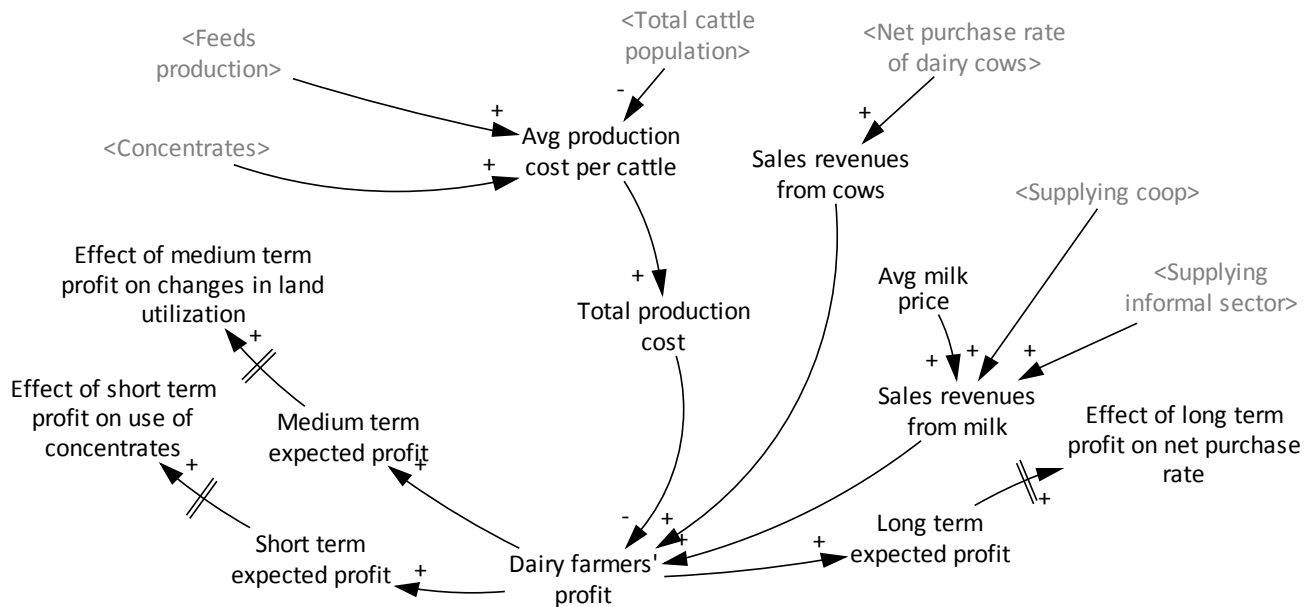 <Feeds
production>
<Total cattle
population>
<Net purchase rate
of dairy cows>
+
-
+
<Concentrates>
+
Avg production
cost per cattle
Sales revenues
from cows
<Supplying coop>
Effect of medium term
profit on changes in land
utilization
+
Avg milk
price
<Supplying
informal sector>
Total production
cost
+
+
+
+
Effect of short term
profit on use of
concentrates
+
Medium term
expected profit
+
Sales revenues
from milk
Effect of long term
profit on net purchase
rate
+
-
+
+
Short term
expected profit
+
Dairy farmers'
profit
+
Long term
expected profit